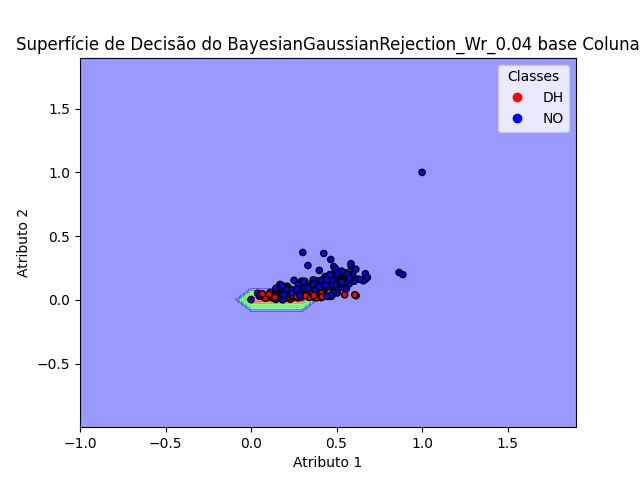 Superfície de Decisão do BayesianGaussianRejection_Wr_0.04 base Coluna
Classes
DH
NO
1.5
1.0
0.5
0.0
−0.5
Atributo 2
−1.0
−0.5
0.0
0.5
1.0
1.5
Atributo 1